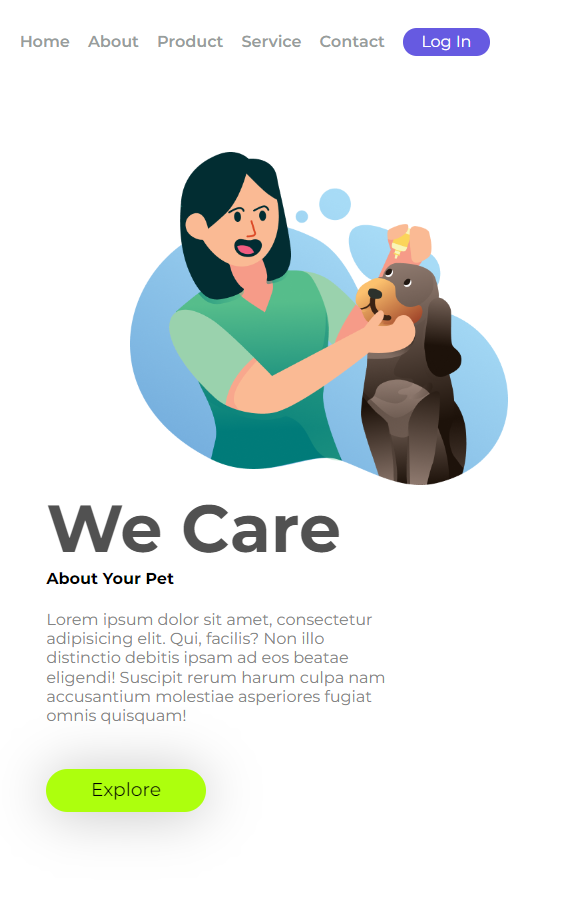 Home About Product Service Contact Log In
We Care
About Your Pet
Lorem ipsum dolor sit amet, consectetur
adipisicing elit. Qui, facilis? Non illo
distinctio debitis ipsam ad eos beatae
eligendi! Suscipit rerum harum culpa nam
accusantium molestiae asperiores fugiat
omnis quisquam!
Explore